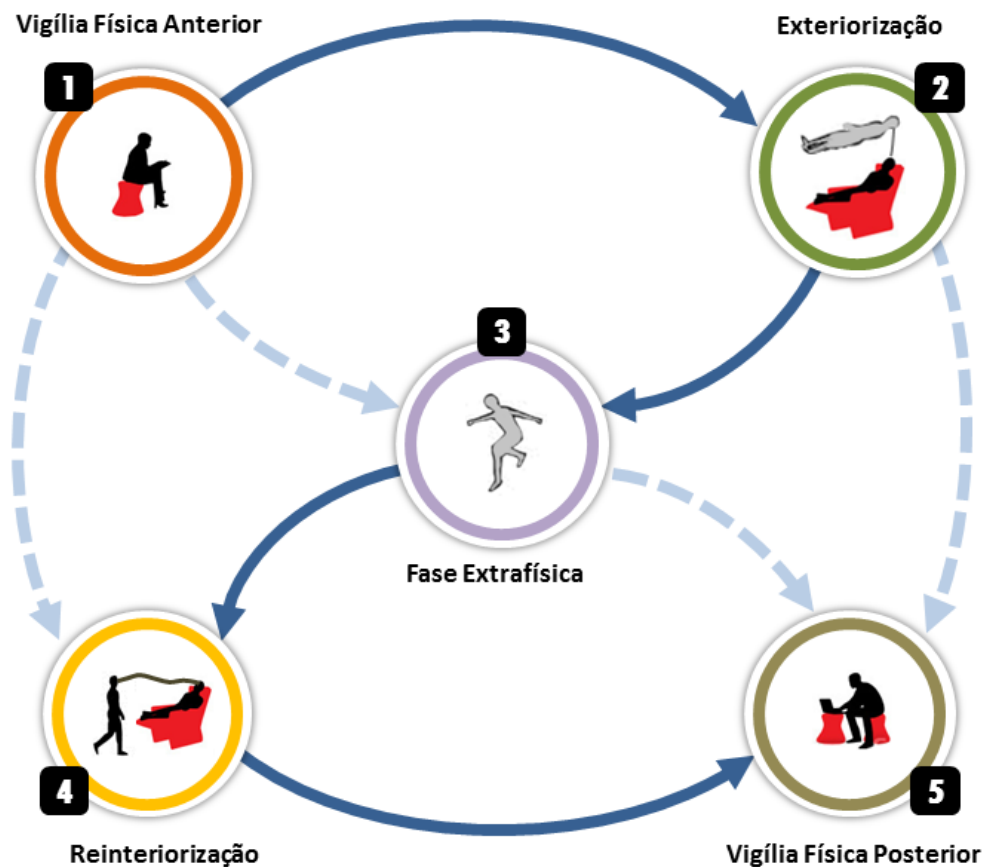 Vigília Física Anterior
1
Exteriorização
2
3
Fase Extrafísica
4
Reinteriorização
5
Vigília Física Posterior